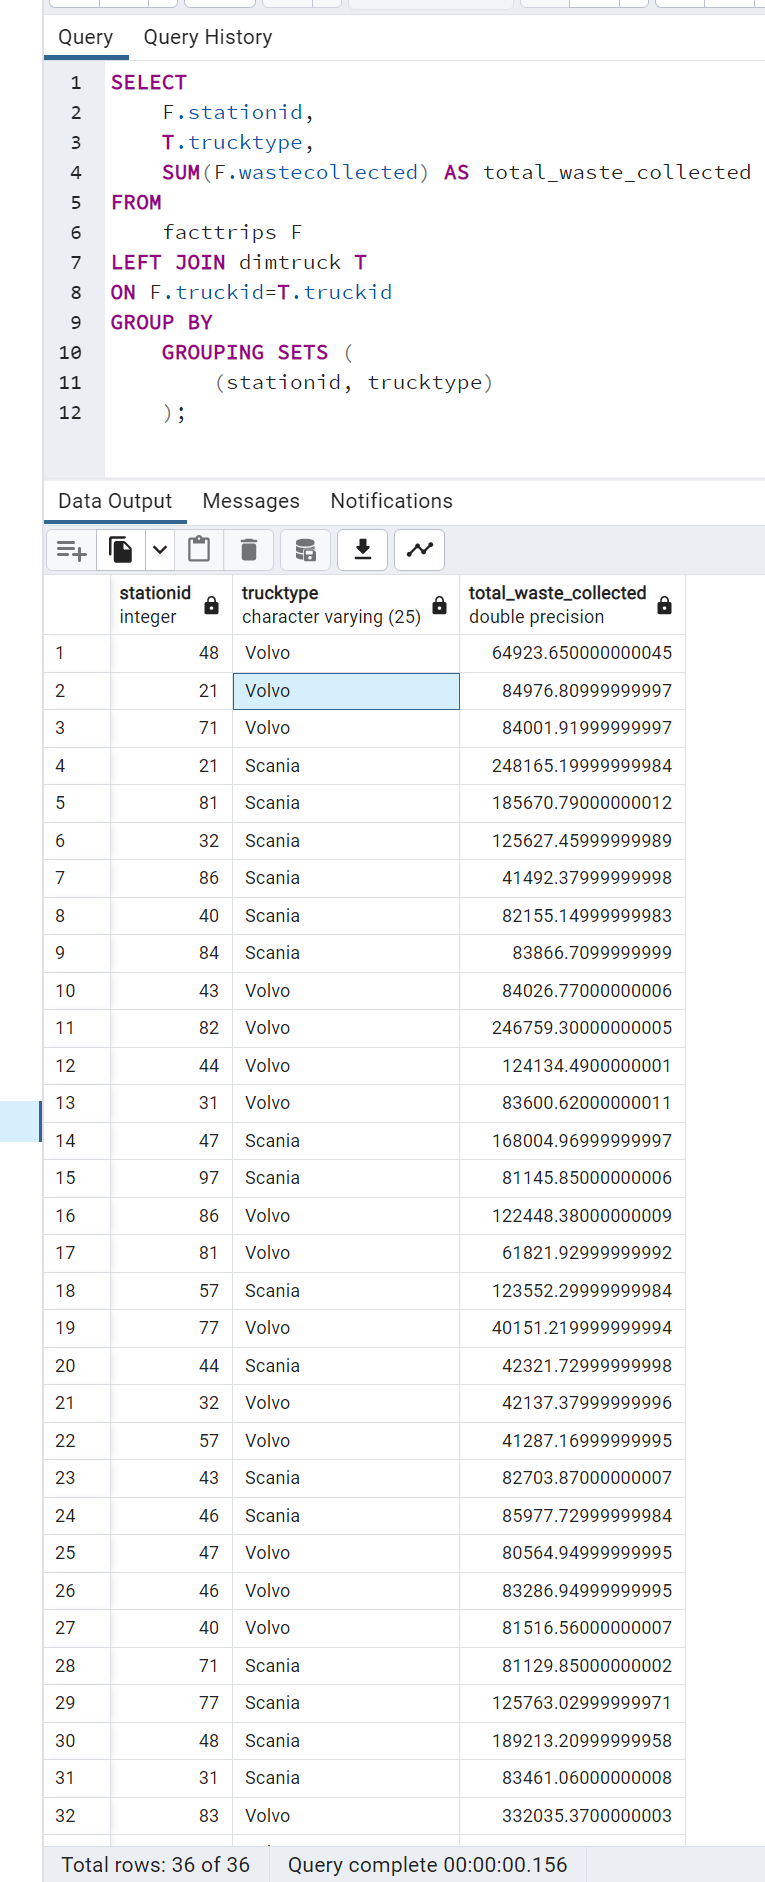 Query Query History
1 SELECT
2 F.stationid,
3 T.trucktype,
4 SUM(F.wastecollected) AS total_waste_collected
5 FROM
6 facttrips F
7 LEFT JOIN dimtruck T
8 ON F.truckid=T.truckid
9 GROUP BY
10 GROUPING SETS (
11 (stationid, trucktype)
12 );
Data Output Messages Notifications
stationid trucktype total_waste_collected
integer character varying (25) double precision
1 48 Volvo 64923.650000000045
2 21 Volvo 84976.80999999997
3 71 Volvo 84001.91999999997
4 21 Scania 248165.19999999984
5 81 Scania 185670.79000000012
6 32 Scania 125627.45999999989
7 86 Scania 41492.37999999998
8 40 Scania 82155.14999999983
9 84 Scania 83866.7099999999
10 43 Volvo 84026.77000000006
11 82 Volvo 246759.30000000005
12 44 Volvo 124134.4900000001
13 31 Volvo 83600.62000000011
14 47 Scania 168004.96999999997
15 97 Scania 81145.85000000006
16 86 Volvo 122448.38000000009
17 81 Volvo 61821.92999999992
18 57 Scania 123552.29999999984
19 77 Volvo 40151.219999999994
20 44 Scania 42321.72999999998
21 32 Volvo 42137.37999999996
22 57 Volvo 41287.16999999995
23 43 Scania 82703.87000000007
24 46 Scania 85977.72999999984
25 47 Volvo 80564.94999999995
26 46 Volvo 83286.94999999995
27 40 Volvo 81516.56000000007
28 71 Scania 81129.85000000002
29 77 Scania 125763.02999999971
30 48 Scania 189213.20999999958
31 31 Scania 83461.06000000008
32 83 Volvo 332035.3700000003
Total rows: 36 of 36 Query complete 00:00:00.156